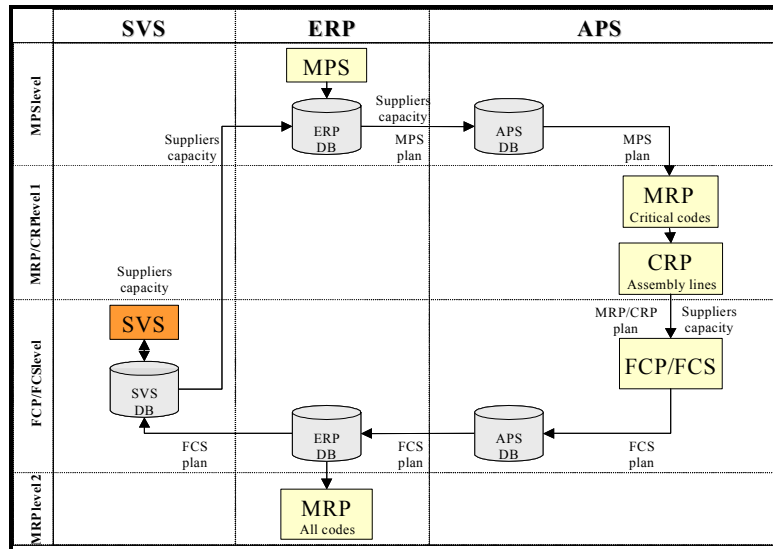 SVS
ERP
APS
MPSlevel
MPS
ERP
DB
Suppliers
capacity
MPS
plan
APS
DB
MPS
plan
Suppliers
capacity
MRP/CRPlevel 1
MRP
Critical codes
CRP
Assembly lines
Suppliers
capacity
MRP/CRP
plan
Suppliers
capacity
FCP/FCSlevel
SVS
SVS
DB
FCP/FCS
FCS
plan
ERP
DB
FCS
plan
APS
DB
FCS
plan
MRPlevel 2
MRP
All codes